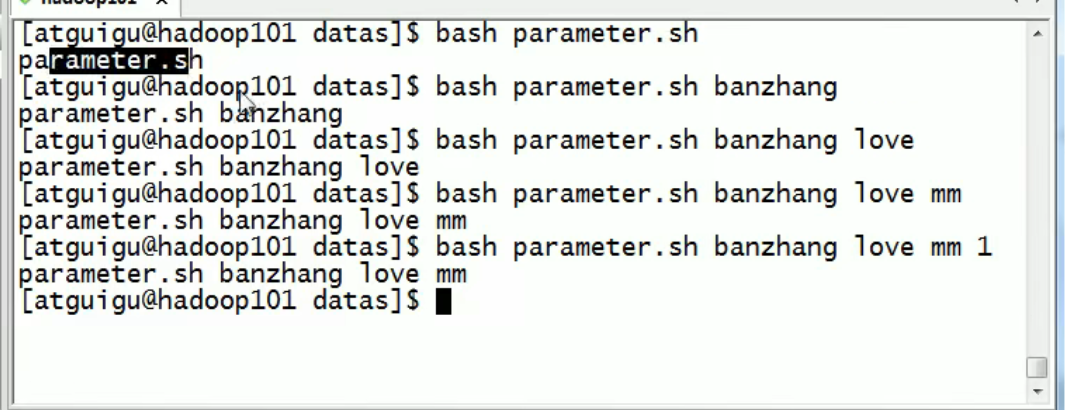 [atguigu@hadoop101 datas]$ bash parameter.sh
parameter.sh
[atguigu@hadoop101 datas]$ bash parameter.sh banzhang
parameter.sh banzhang
[atguigu@hadoop101 datas]$ bash parameter.sh banzhang love
parameter.sh banzhang love
[atguigu@hadoop101 datas]$ bash parameter.sh banzhang love mm
parameter.sh banzhang love mm
[atguigu@hadoop101 datas]$ bash parameter.sh banzhang love mm 1
parameter.sh banzhang love mm
[atguigu@hadoop101 datas]$